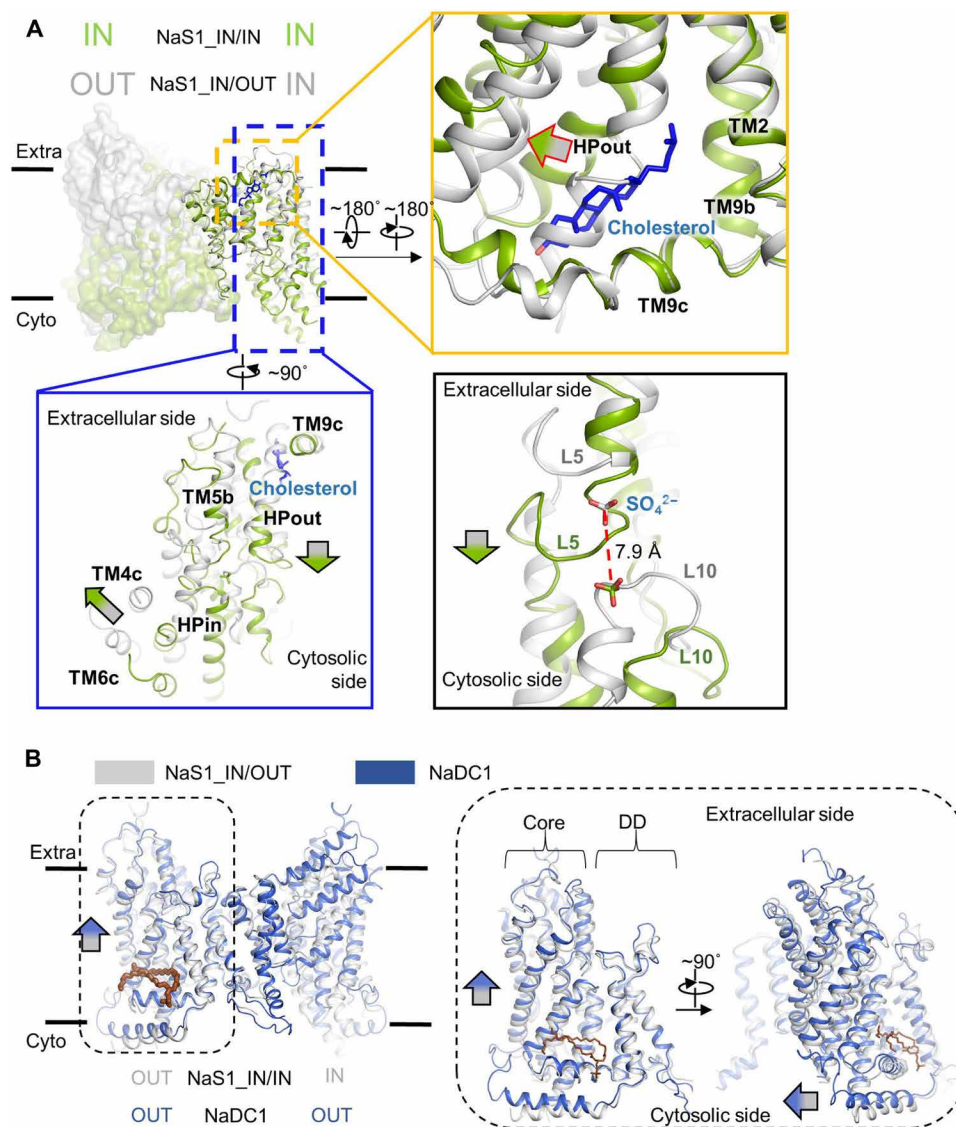 A
IN NaS1_IN/IN IN
OUT NaS1_IN/OUT IN
Extra
Cyto
~180° ~180°
HPout
TM2
TM9b
Cholesterol
TM9c
~90°
Extracellular side
TM9c
Cholesterol
TM5b
HPout
TM4c
HPin
TM6c
Cytosolic
side
Extracellular side
L5
SO₄²⁻
L5
7.9 Å
L10
L10
Cytosolic side
B
NaS1_IN/OUT NaDC1
Extra
Cyto
OUT NaS1_IN/IN IN
OUT NaDC1 OUT
Core DD
Extracellular side
~90°
Cytosolic side